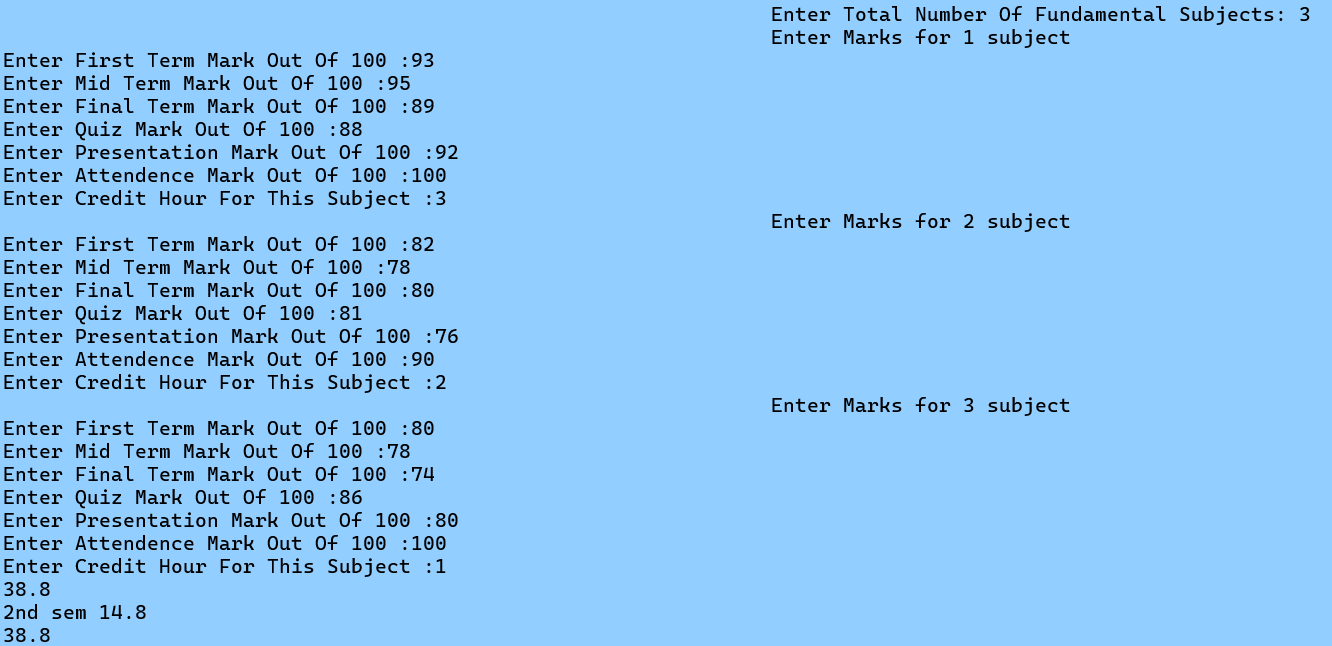 Enter Total Number Of Fundamental Subjects: 3
Enter Marks for 1 subject
Enter First Term Mark Out Of 100 :93
Enter Mid Term Mark Out Of 100 :95
Enter Final Term Mark Out Of 100 :89
Enter Quiz Mark Out Of 100 :88
Enter Presentation Mark Out Of 100 :92
Enter Attendence Mark Out Of 100 :100
Enter Credit Hour For This Subject :3
Enter Marks for 2 subject
Enter First Term Mark Out Of 100 :82
Enter Mid Term Mark Out Of 100 :78
Enter Final Term Mark Out Of 100 :80
Enter Quiz Mark Out Of 100 :81
Enter Presentation Mark Out Of 100 :76
Enter Attendence Mark Out Of 100 :90
Enter Credit Hour For This Subject :2
Enter Marks for 3 subject
Enter First Term Mark Out Of 100 :80
Enter Mid Term Mark Out Of 100 :78
Enter Final Term Mark Out Of 100 :74
Enter Quiz Mark Out Of 100 :86
Enter Presentation Mark Out Of 100 :80
Enter Attendence Mark Out Of 100 :100
Enter Credit Hour For This Subject :1
38.8
2nd sem 14.8
38.8